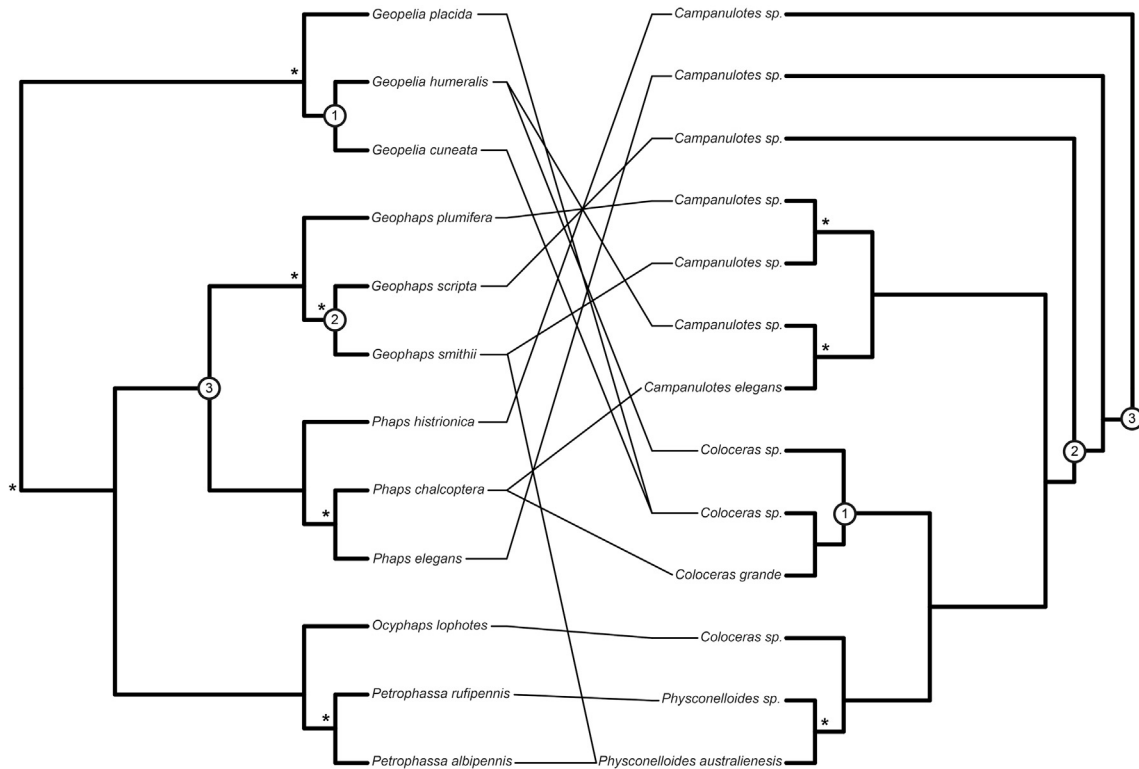 Geopelia placida
Geopelia humeralis
Geopelia cuneata
Geophaps plumifera
Geophaps scripta
Geophaps smithii
Phaps histrionica
Phaps chalcoptera
Phaps elegans
Ocyphaps lophotes
Petrophassa rufipennis
Petrophassa albipennis
*
1
*
*
2
3
*
*
*
Campanulotes sp.
Campanulotes sp.
Campanulotes sp.
Campanulotes sp.
Campanulotes sp.
Campanulotes sp.
Campanulotes elegans
Coloceras sp.
Coloceras sp.
Coloceras grande
Coloceras sp.
Physconelloides sp.
Physconelloides australienesis
*
*
3
2
1
*